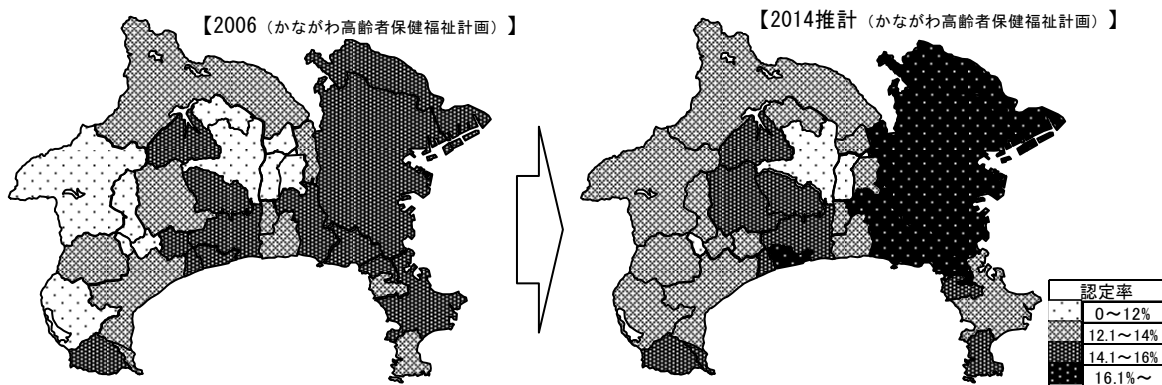 【2006 (かながわ高齢者保健福祉計画) 】
【2014推計 (かながわ高齢者保健福祉計画) 】
認定率
0～12%
12.1～14%
14.1～16%
16.1%～